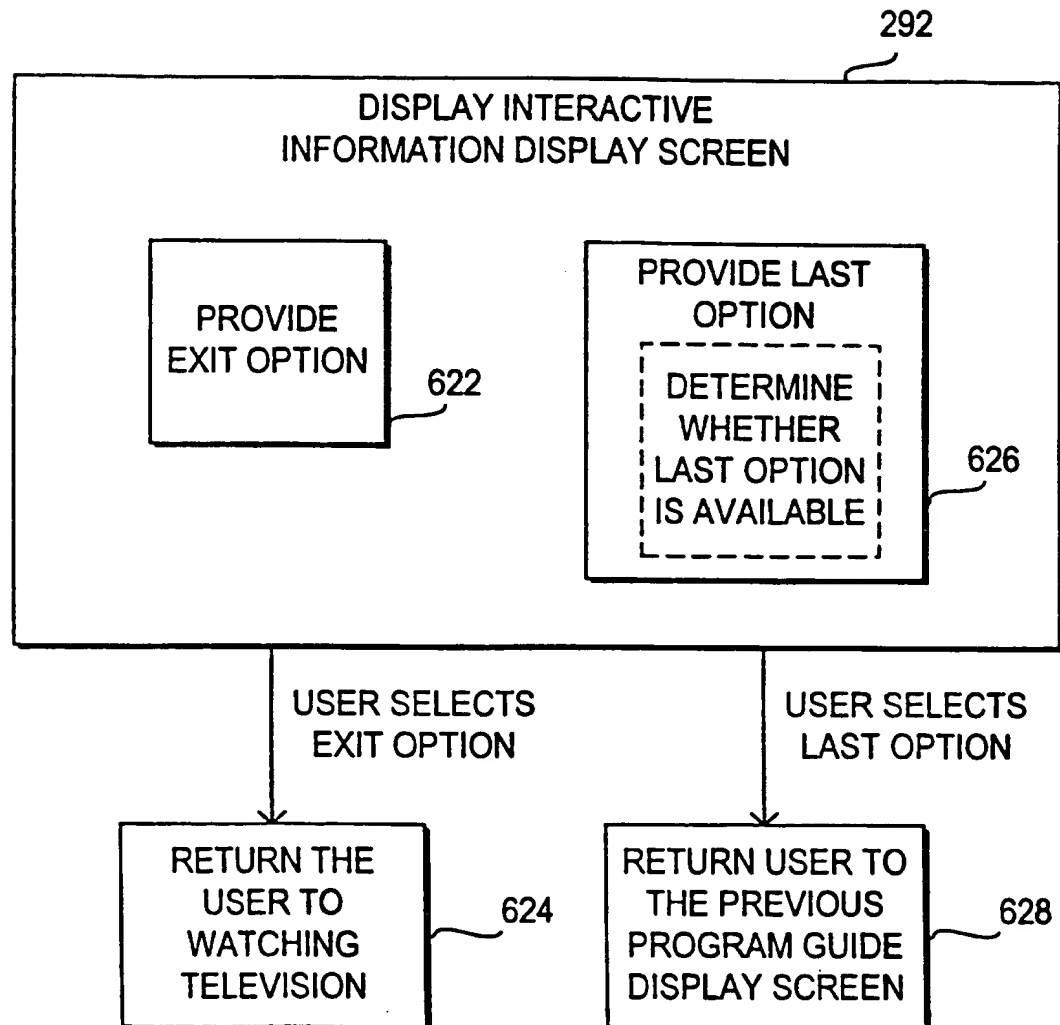 292
DISPLAY INTERACTIVE
INFORMATION DISPLAY SCREEN
PROVIDE
EXIT OPTION
622
PROVIDE LAST
OPTION
DETERMINE
WHETHER
LAST OPTION
IS AVAILABLE
626
USER SELECTS
EXIT OPTION
USER SELECTS
LAST OPTION
RETURN THE
USER TO
WATCHING
TELEVISION
624
RETURN USER TO
THE PREVIOUS
PROGRAM GUIDE
DISPLAY SCREEN
628